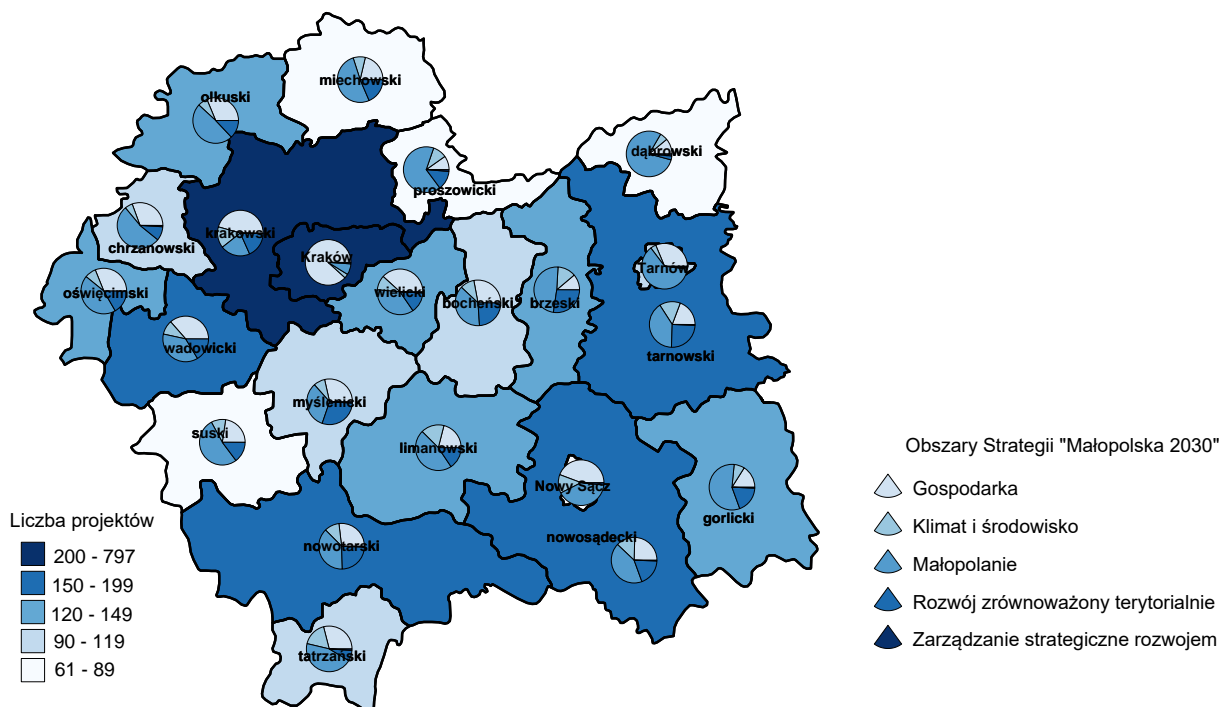 miechowski
olkuski
dąbrowski
proszowicki
chrzanowski
krakowski
Kraków
Tarnów
oświęcimski
wielicki
bocheński
brzeski
wadowicki
tarnowski
myślenicki
suski
limanowski
Nowy Sącz
gorlicki
nowosądecki
nowotarski
tatrzański
Liczba projektów
200 - 797
150 - 199
120 - 149
90 - 119
61 - 89
Obszary Strategii "Małopolska 2030"
Gospodarka
Klimat i środowisko
Małopolanie
Rozwój zrównoważony terytorialnie
Zarządzanie strategiczne rozwojem